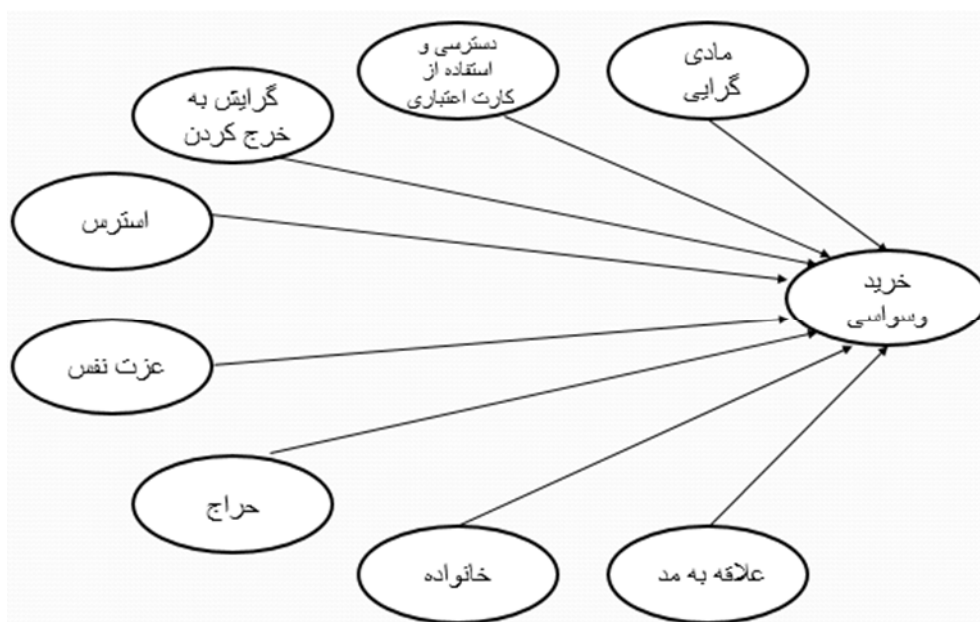 مادی
گرایی
دسترسی و
استفاده از
کارت اعتباری
گرایش به
خرج کردن
استرس
خرید
وسواسی
عزت نفس
حراج
خانواده
علاقه به مد